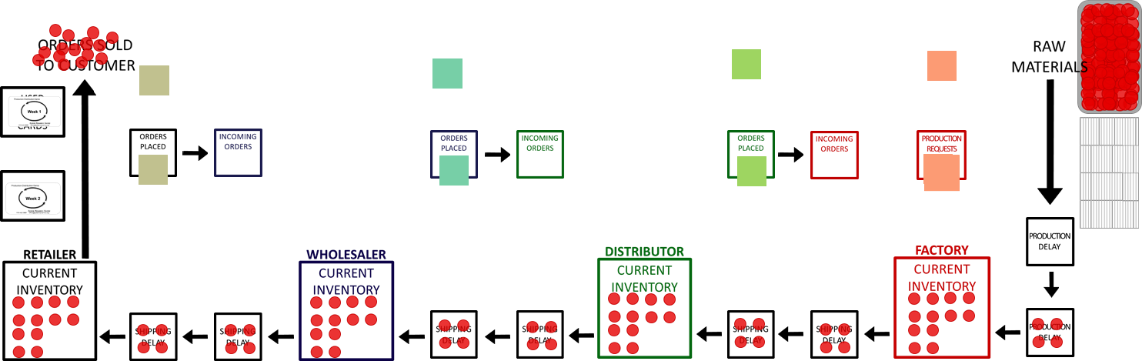 ORDERS SOLD
TO CUSTOMER
RAW
MATERIALS
CARDS
Week 1
Week 2
ORDERS
PLACED
INCOMING
ORDERS
ORDERS
PLACED
INCOMING
ORDERS
ORDERS
PLACED
INCOMING
ORDERS
PRODUCTION
REQUESTS
PRODUCTION
DELAY
RETAILER
CURRENT
INVENTORY
SHIPPING
DELAY
SHIPPING
DELAY
WHOLESALER
CURRENT
INVENTORY
SHIPPING
DELAY
SHIPPING
DELAY
DISTRIBUTOR
CURRENT
INVENTORY
SHIPPING
DELAY
SHIPPING
DELAY
FACTORY
CURRENT
INVENTORY
PRODUCTION
DELAY